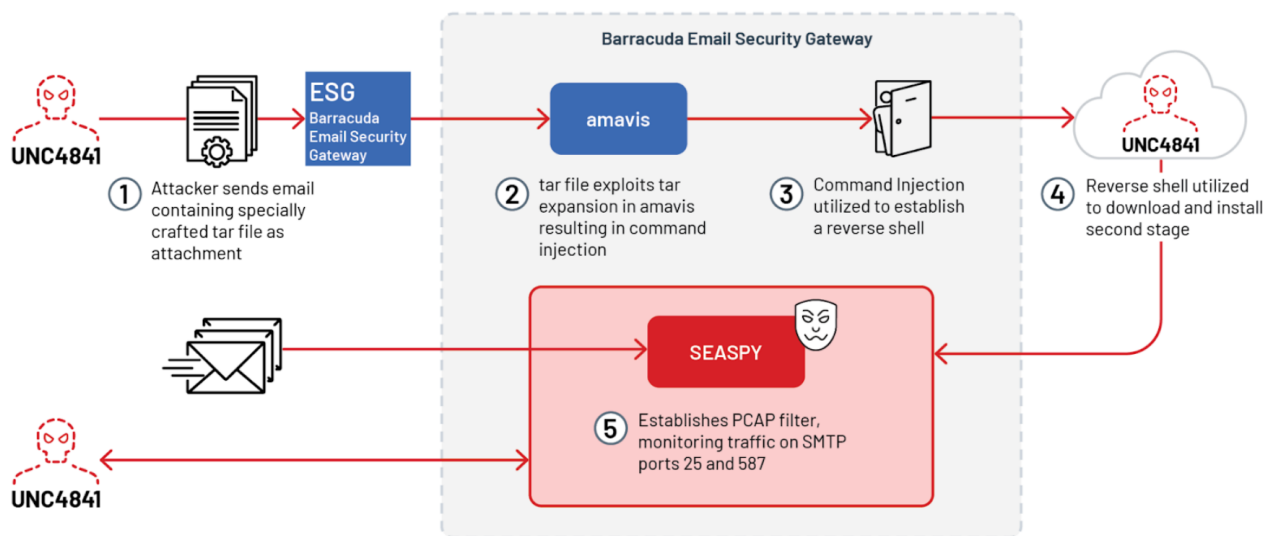 Barracuda Email Security Gateway
UNC4841
ESG
Barracuda
Email Security
Gateway
amavis
UNC4841
1
Attacker sends email
containing specially
crafted tar file as
attachment
2
tar file exploits tar
expansion in amavis
resulting in command
injection
3
Command Injection
utilized to establish
a reverse shell
4
Reverse shell utilized
to download and install
second stage
SEASPY
5
Establishes PCAP filter,
monitoring traffic on SMTP
ports 25 and 587
UNC4841